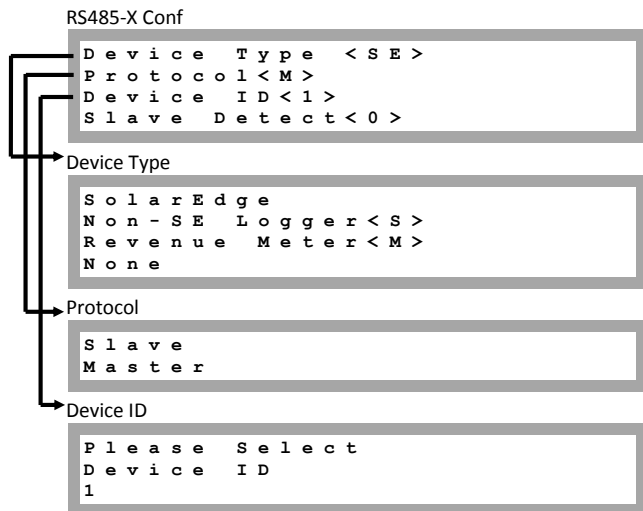 RS485-X Conf
Device Type <SE>
Protocol<M>
Device ID<1>
Slave Detect<0>
Device Type
SolarEdge
Non-SE Logger<S>
Revenue Meter<M>
None
Protocol
Slave
Master
Device ID
Please Select
Device ID
1